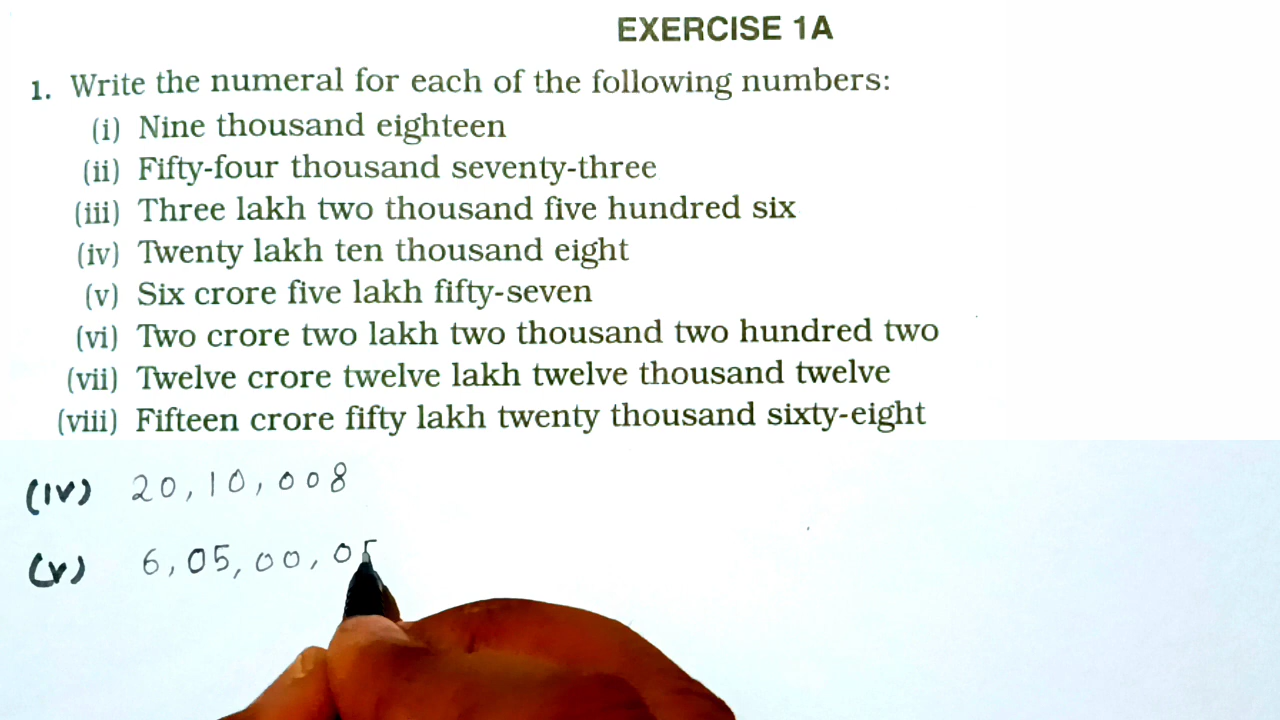 EXERCISE 1A
1. Write the numeral for each of the following numbers:
(i) Nine thousand eighteen
(ii) Fifty-four thousand seventy-three
(iii) Three lakh two thousand five hundred six
(iv) Twenty lakh ten thousand eight
(v) Six crore five lakh fifty-seven
(vi) Two crore two lakh two thousand two hundred two
(vii) Twelve crore twelve lakh twelve thousand twelve
(viii) Fifteen crore fifty lakh twenty thousand sixty-eight
(iv) 20,10,008
(v) 6,05,00,05